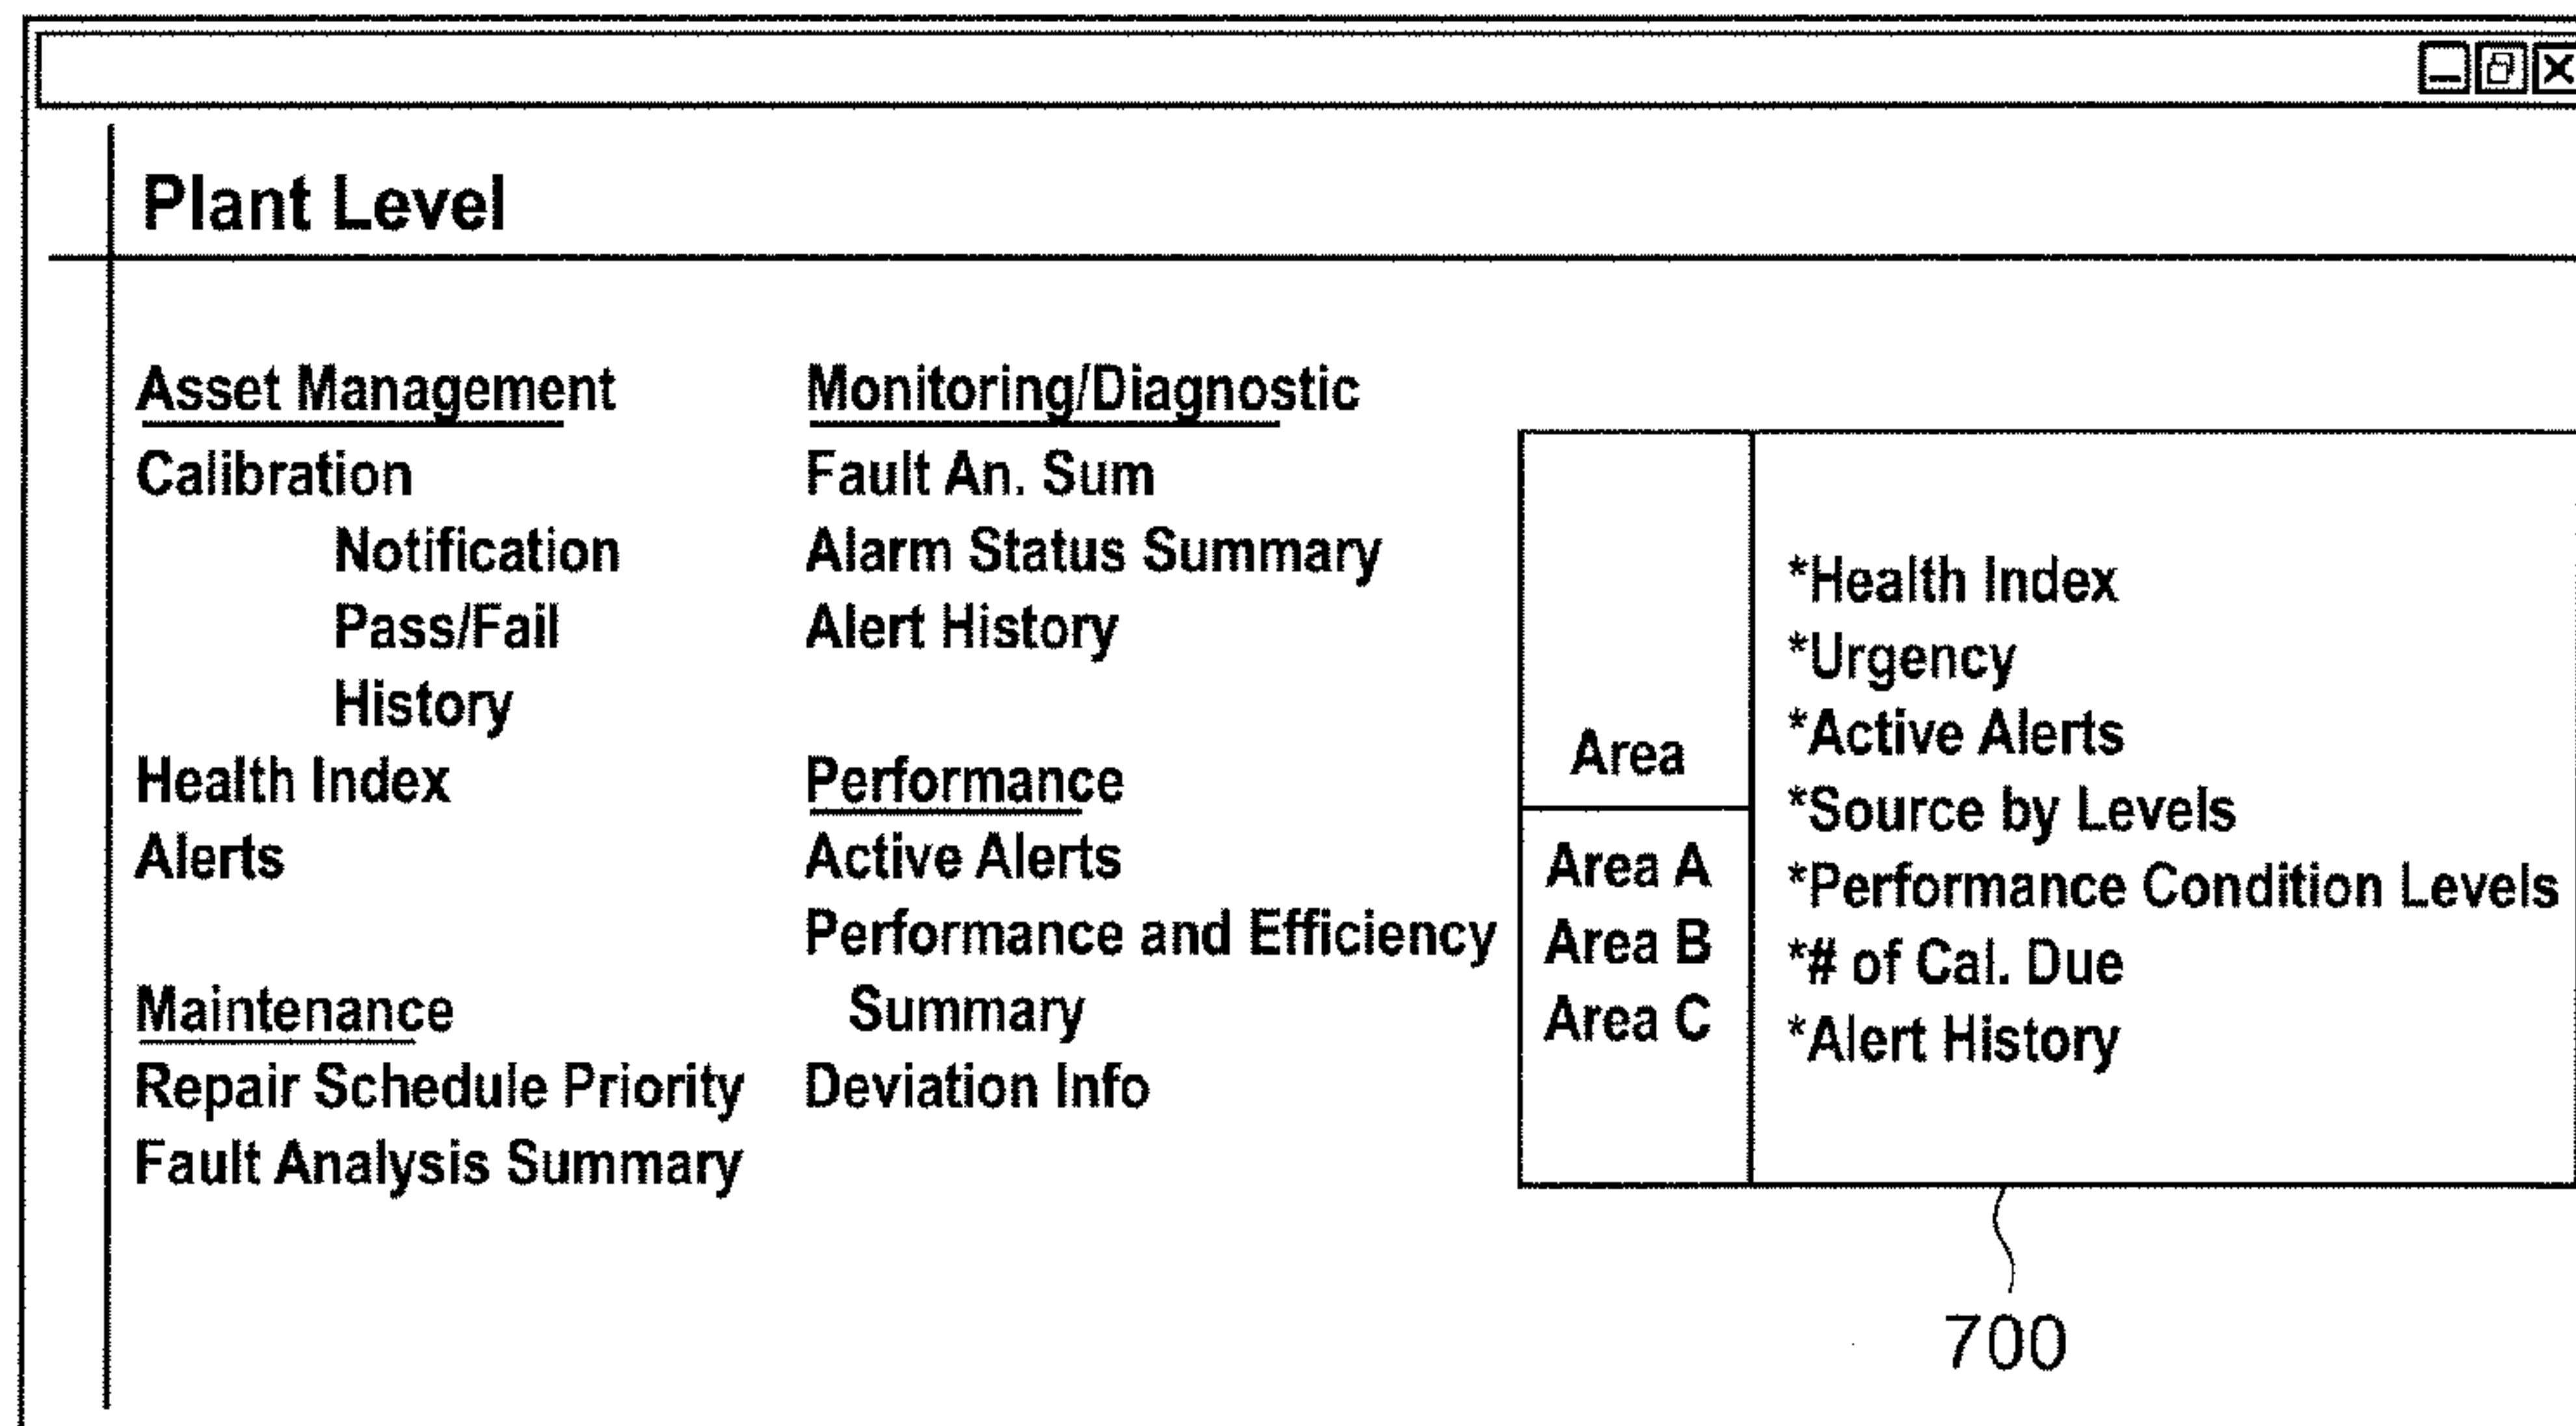 Plant Level
Asset Management
Calibration
Notification
Pass/Fail
History
Health Index
Alerts
Maintenance
Repair Schedule Priority
Fault Analysis Summary
Monitoring/Diagnostic
Fault An. Sum
Alarm Status Summary
Alert History
Performance
Active Alerts
Performance and Efficiency
Summary
Deviation Info
Area
Area A
Area B
Area C
*Health Index
*Urgency
*Active Alerts
*Source by Levels
*Performance Condition Levels
*# of Cal. Due
*Alert History
700